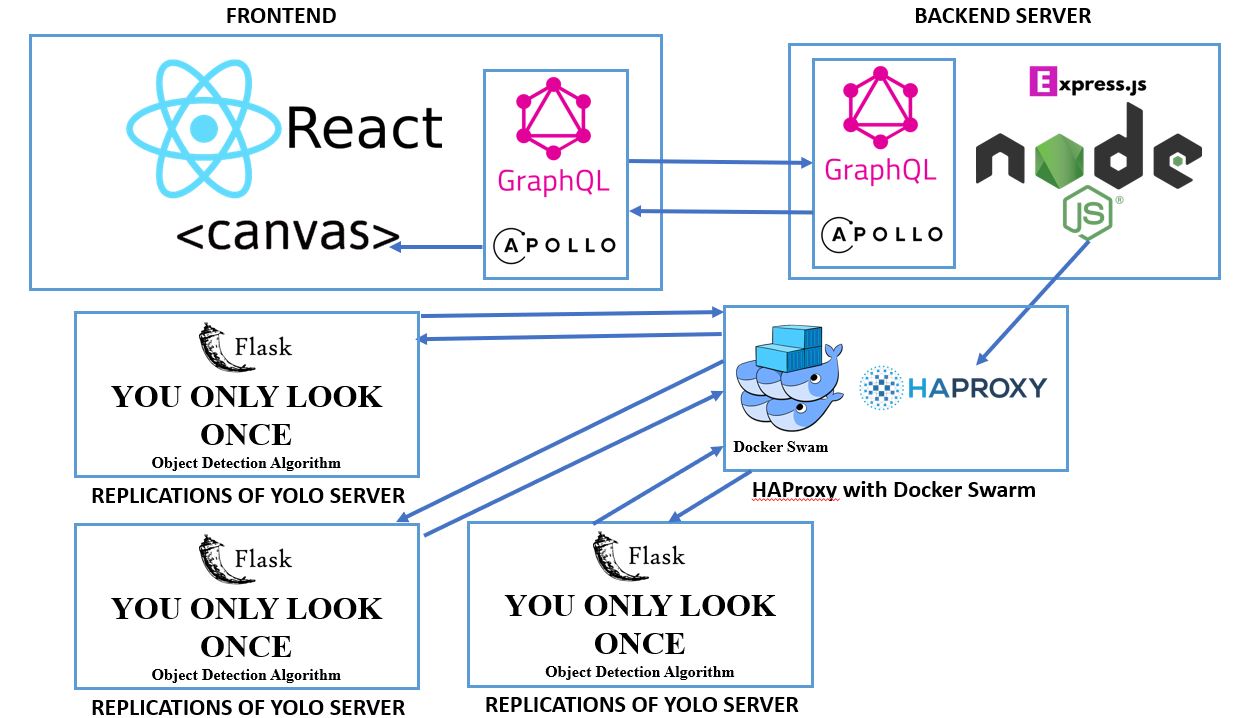 FRONTEND
BACKEND SERVER
React
<canvas>
GraphQL
APOLLO
GraphQL
APOLLO
Express.js
node
JS®
Flask
YOU ONLY LOOK
ONCE
Object Detection Algorithm
REPLICATIONS OF YOLO SERVER
Docker Swam
HAPROXY
HAProxy with Docker Swarm
Flask
YOU ONLY LOOK
ONCE
Object Detection Algorithm
REPLICATIONS OF YOLO SERVER
Flask
YOU ONLY LOOK
ONCE
Object Detection Algorithm
REPLICATIONS OF YOLO SERVER